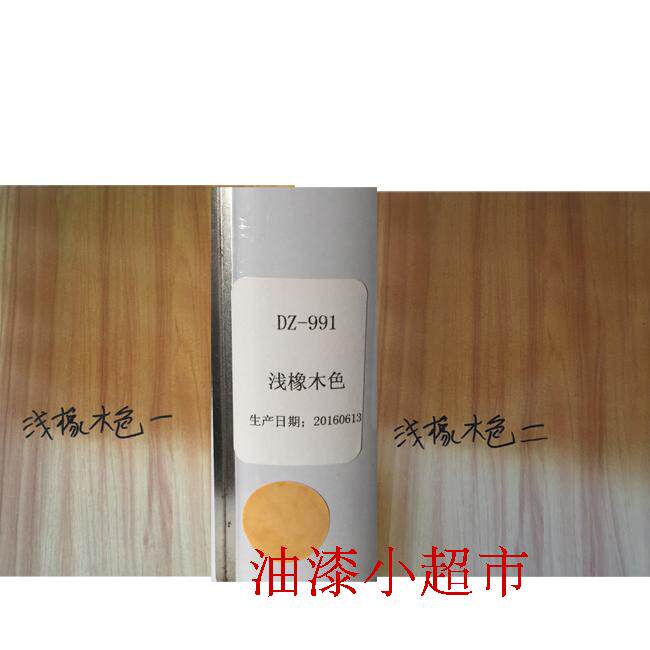 DZ-991
浅橡木色
生产日期：20160613
浅橡木色一
浅橡木色二
油漆小超市